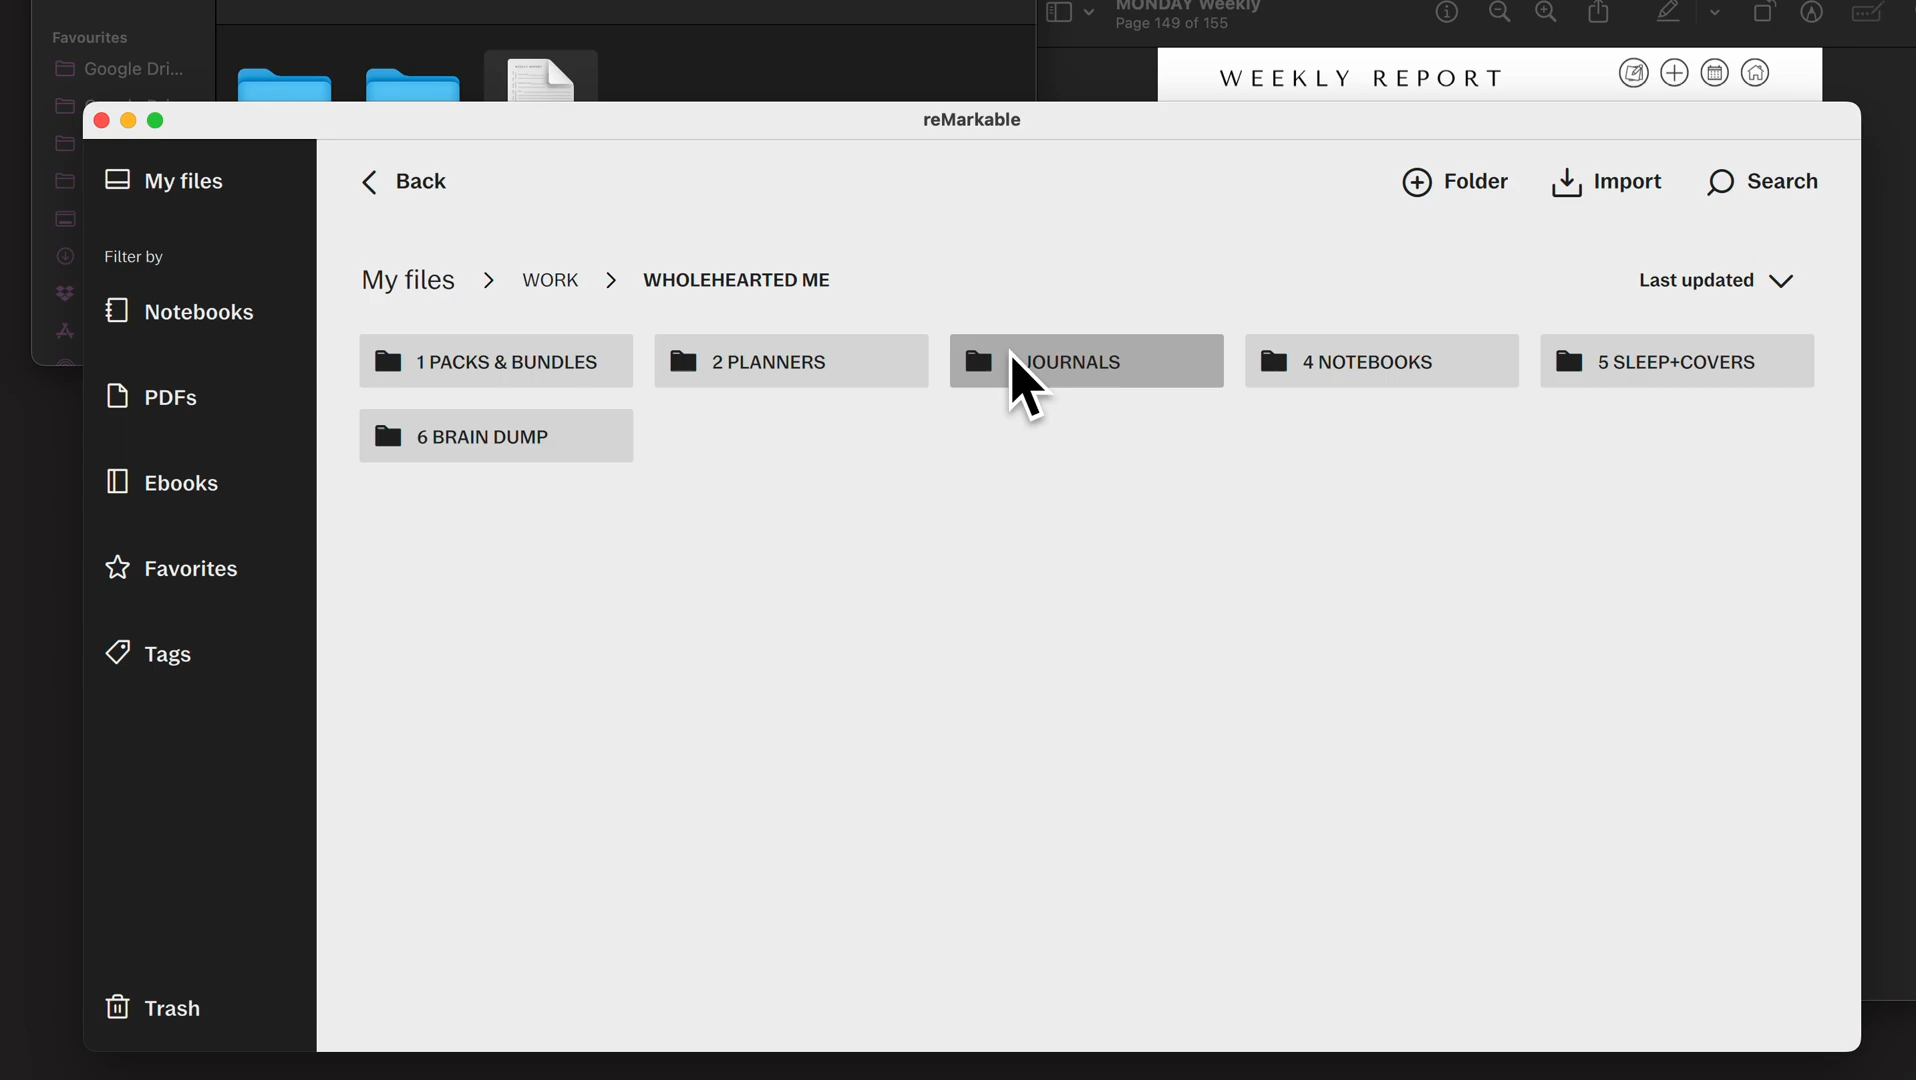 Favourites
Google Dri...
MONDAY Weekly
Page 149 of 155
WEEKLY REPORT
reMarkable
My files
Back
Folder
Import
Search
Filter by
My files > WORK > WHOLEHEARTED ME
Last updated
Notebooks
1 PACKS & BUNDLES
2 PLANNERS
JOURNALS
4 NOTEBOOKS
5 SLEEP+COVERS
PDFs
6 BRAIN DUMP
Ebooks
Favorites
Tags
Trash